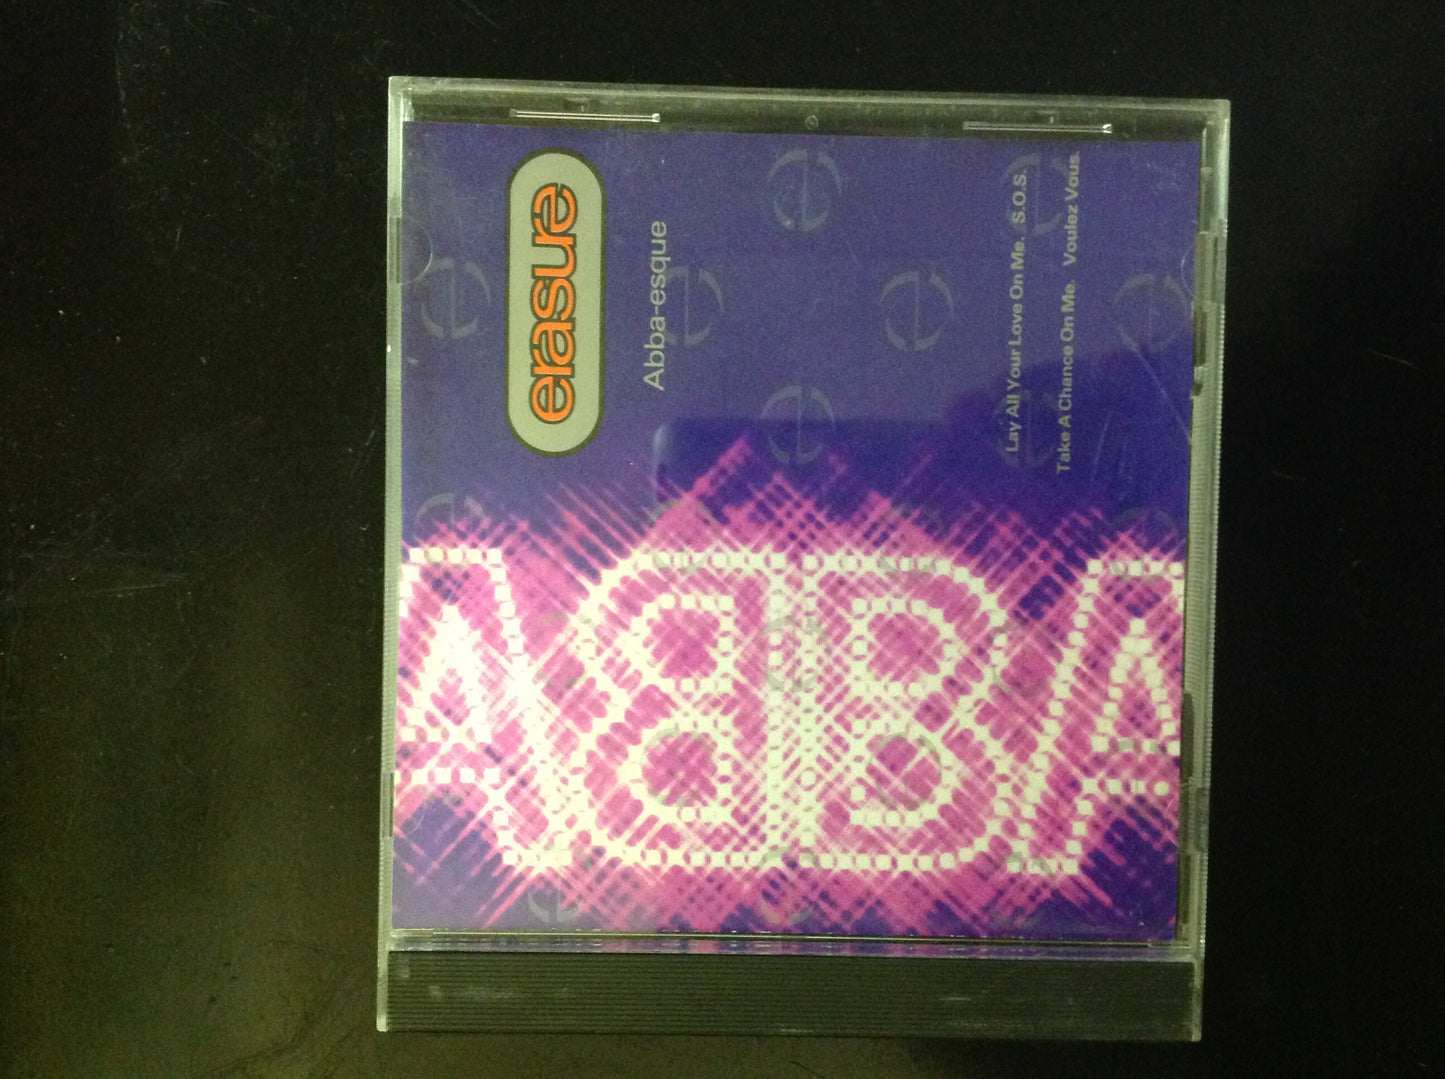 erasure
Abba-esque
Lay All Your Love On Me. S.O.S.
Take A Chance On Me. Voulez Vous.
ABBA